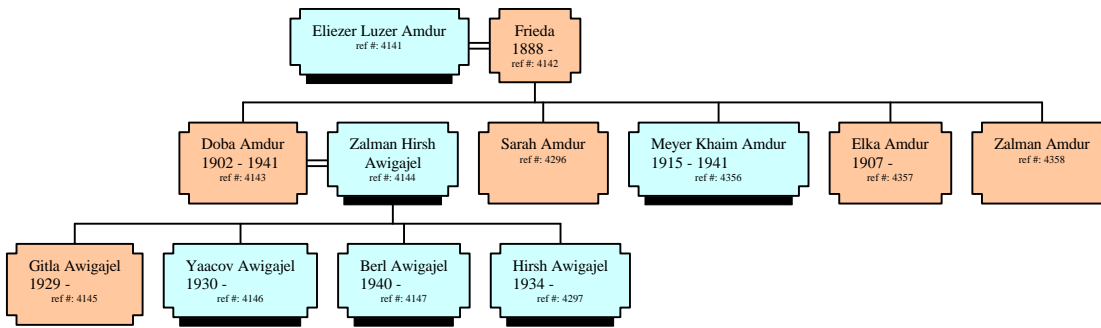 Eliezer Luzer Amdur
ref #: 4141
Frieda
1888 -
ref #: 4142
Doba Amdur
1902 - 1941
ref #: 4143
Zalman Hirsh
Awigajel
ref #: 4144
Sarah Amdur
ref #: 4296
Meyer Khaim Amdur
1915 - 1941
ref #: 4356
Elka Amdur
1907 -
ref #: 4357
Zalman Amdur
ref #: 4358
Gitla Awigajel
1929 -
ref #: 4145
Yaacov Awigajel
1930 -
ref #: 4146
Berl Awigajel
1940 -
ref #: 4147
Hirsh Awigajel
1934 -
ref #: 4297